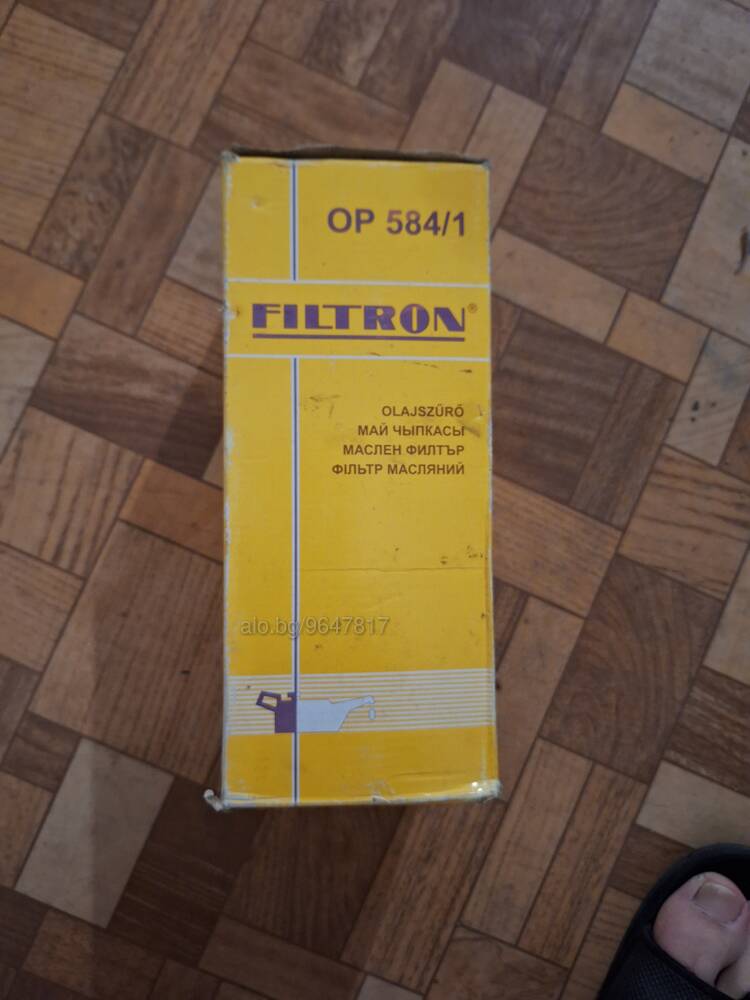 OP 584/1
FILTRON®
OLAJSZŰRŐ
МАЙ ЧЫПКАСЫ
МАСЛЕН ФИЛТЪР
ФІЛЬТР МАСЛЯНИЙ
alo.bg/9647817